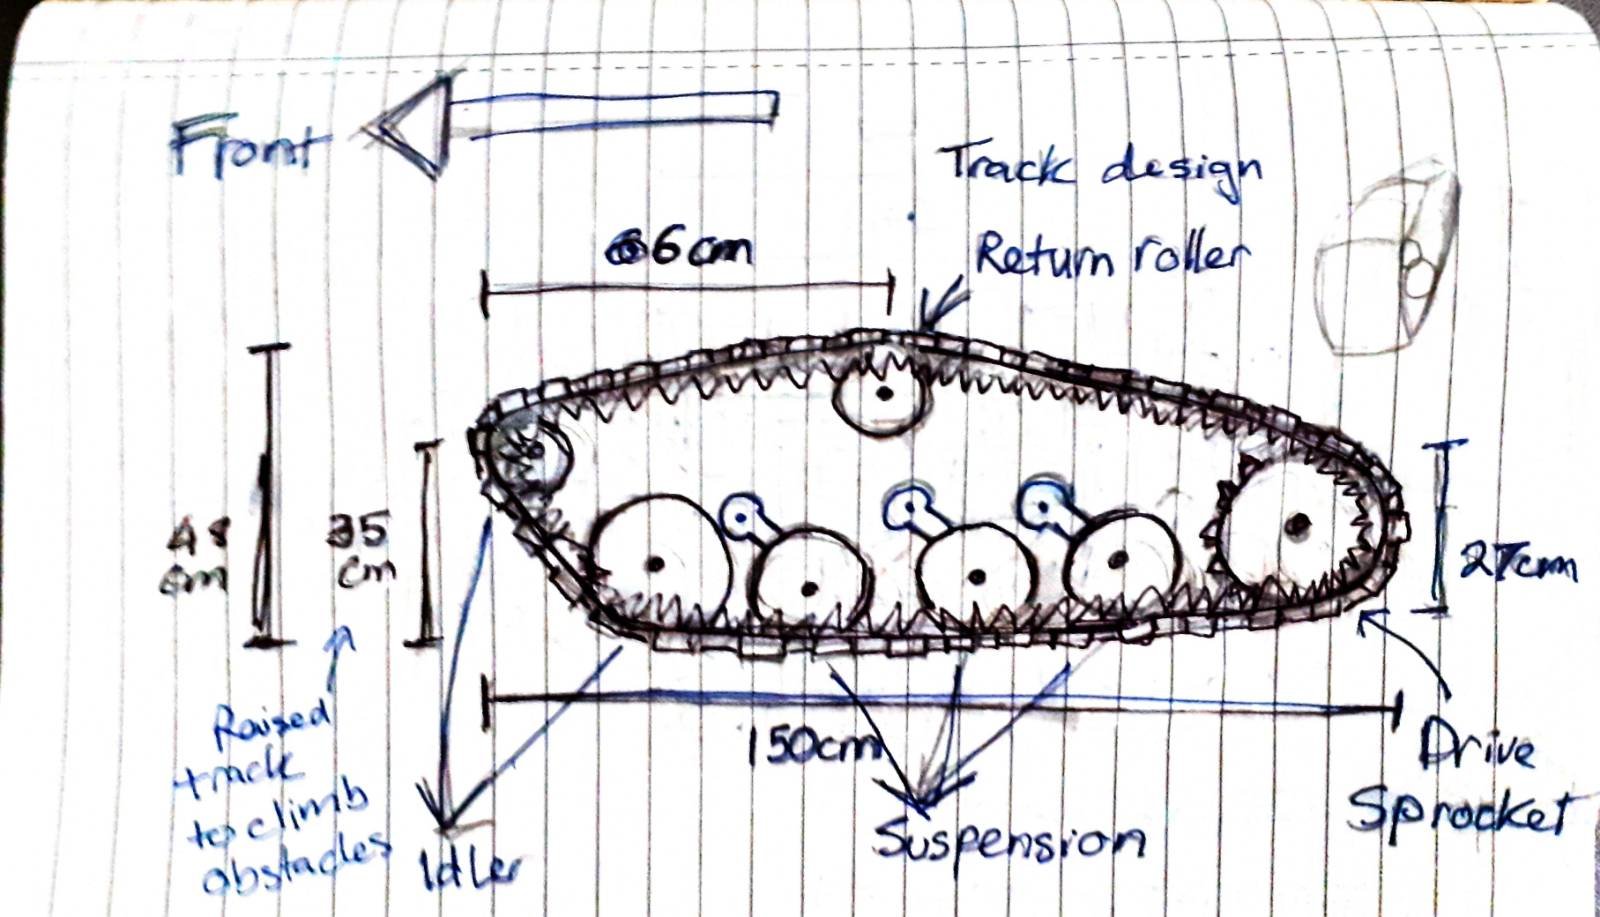 Front
Track design
66cm
Return roller
48
cm
35
cm
27cm
Raised
track
to climb
obstacles
150cm
Drive
Sprocket
Suspension
Idler